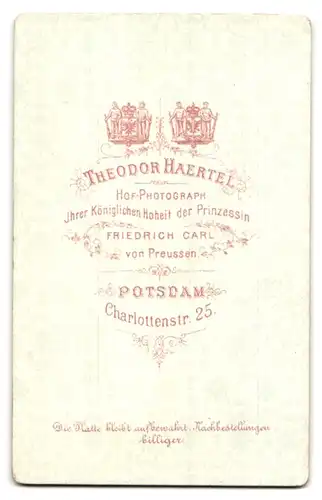 THEODOR HAERTEL
HOF-PHOTOGRAPH
Jhrer Königlichen Hoheit der Prinzessin
FRIEDRICH CARL
von Preussen.
POTSDAM
Charlottenstr. 25.
Die Platte bleibt aufbewahrt. Nachbestellungen
billiger.